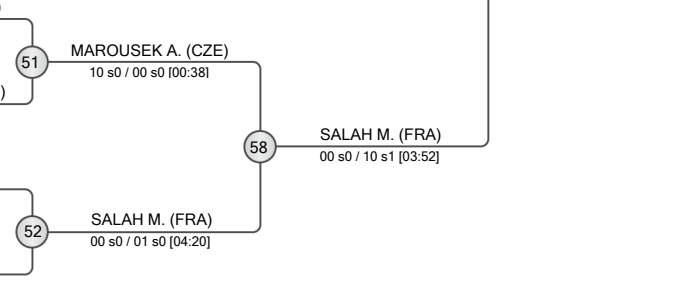 )
51
MAROUSEK A. (CZE)
10 s0 / 00 s0 [00:38]
)
58
SALAH M. (FRA)
00 s0 / 10 s1 [03:52]
52
SALAH M. (FRA)
00 s0 / 01 s0 [04:20]